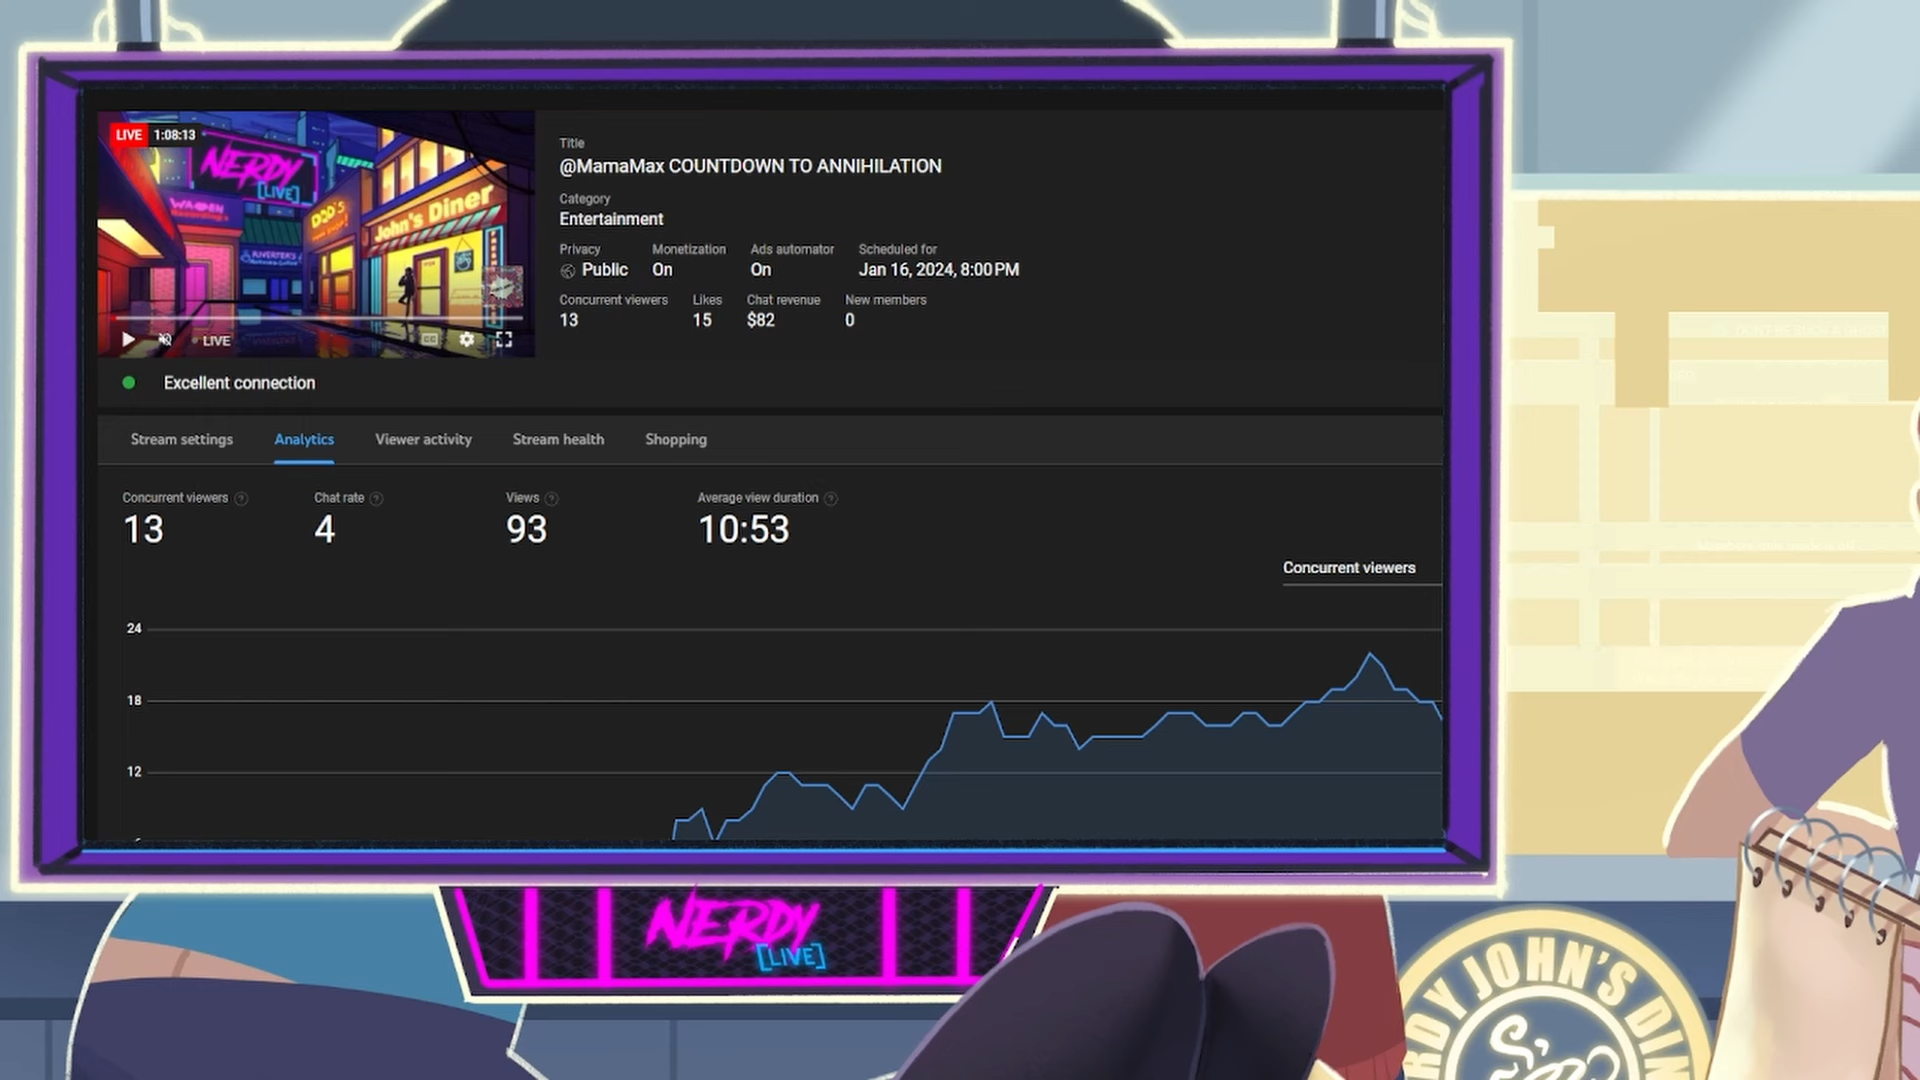 LIVE 1:08:13
NERDY
[LIVE]
DOD'S
John's Diner
LIVE
Title
@MamaMax COUNTDOWN TO ANNIHILATION
Category
Entertainment
Privacy Monetization Ads automator Scheduled for
Public On On Jan 16, 2024, 8:00 PM
Concurrent viewers Likes Chat revenue New members
13 15 $82 0
Excellent connection
Stream settings Analytics Viewer activity Stream health Shopping
Concurrent viewers Chat rate Views Average view duration
13 4 93 10:53
Concurrent viewers
24
18
12
NERDY
[LIVE]
RDY JOHN'S DIN